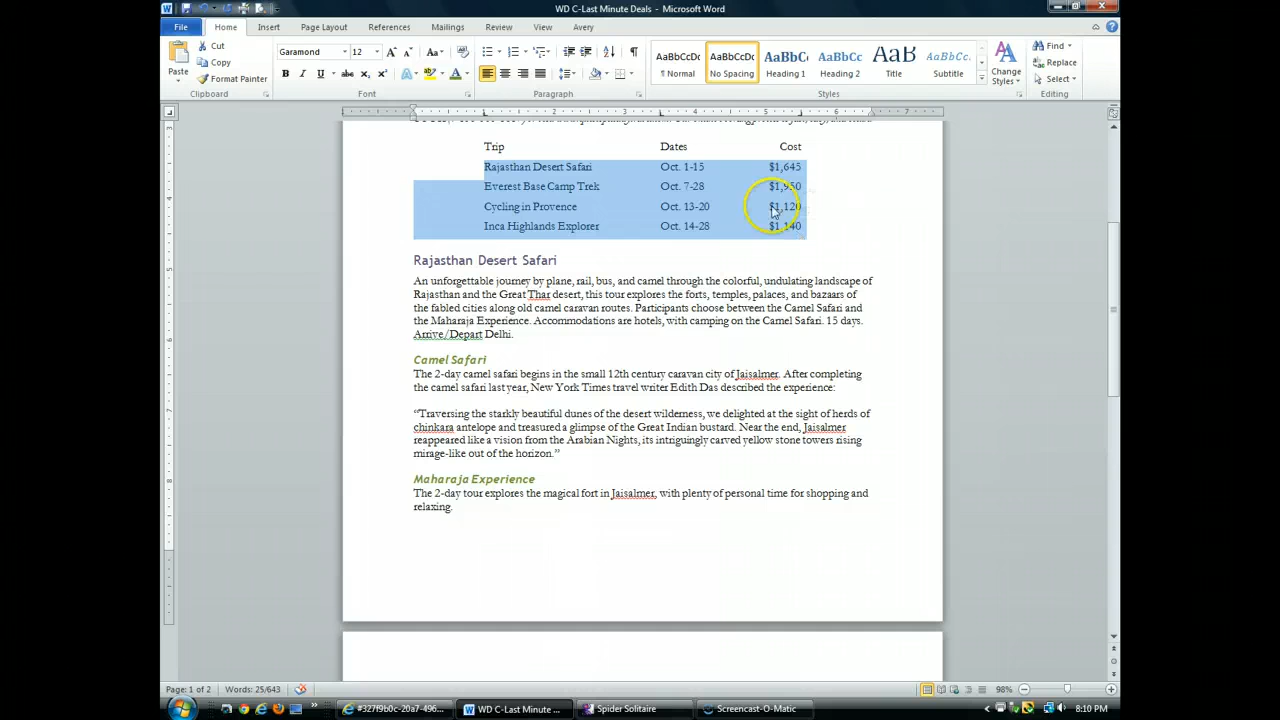 WD C-Last Minute Deals - Microsoft Word
File Home Insert Page Layout References Mailings Review View Avery
Paste
Cut
Copy
Format Painter
Clipboard
Garamond 12
Font
Paragraph
AaBbCcDc AaBbCcDc AaBbC AaBbCc AaB AaBbCc.
¶ Normal No Spacing Heading 1 Heading 2 Title Subtitle
Change Styles
Styles
Find
Replace
Select
Editing
Trip Dates Cost
Rajasthan Desert Safari Oct. 1-15 $1,645
Everest Base Camp Trek Oct. 7-28 $1,950
Cycling in Provence Oct. 13-20 $1,120
Inca Highlands Explorer Oct. 14-28 $1,140
Rajasthan Desert Safari
An unforgettable journey by plane, rail, bus, and camel through the colorful, undulating landscape of
Rajasthan and the Great Thar desert, this tour explores the forts, temples, palaces, and bazaars of
the fabled cities along old camel caravan routes. Participants choose between the Camel Safari and
the Maharaja Experience. Accommodations are hotels, with camping on the Camel Safari. 15 days.
Arrive/Depart Delhi.
Camel Safari
The 2-day camel safari begins in the small 12th century caravan city of Jaisalmer. After completing
the camel safari last year, New York Times travel writer Edith Das described the experience:
“Traversing the starkly beautiful dunes of the desert wilderness, we delighted at the sight of herds of
chinkara antelope and treasured a glimpse of the Great Indian bustard. Near the end, Jaisalmer
reappeared like a vision from the Arabian Nights, its intriguingly carved yellow stone towers rising
mirage-like out of the horizon.”
Maharaja Experience
The 2-day tour explores the magical fort in Jaisalmer, with plenty of personal time for shopping and
relaxing.
Page: 1 of 2 Words: 25/643 98%
#327f9b0c-20a7-496... WD C-Last Minute ... Spider Solitaire Screencast-O-Matic 8:10 PM